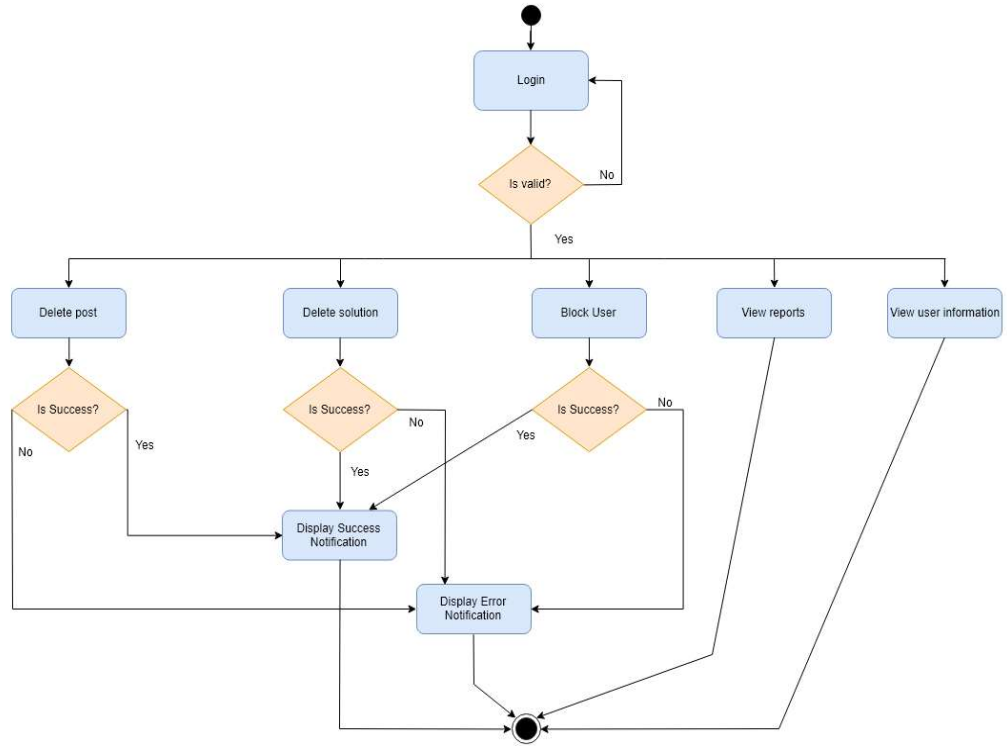 Login
Is valid?
No
Yes
Delete post
Delete solution
Block User
View reports
View user information
Is Success?
Is Success?
Is Success?
No
No
Yes
Yes
No
Yes
Display Success
Notification
Display Error
Notification